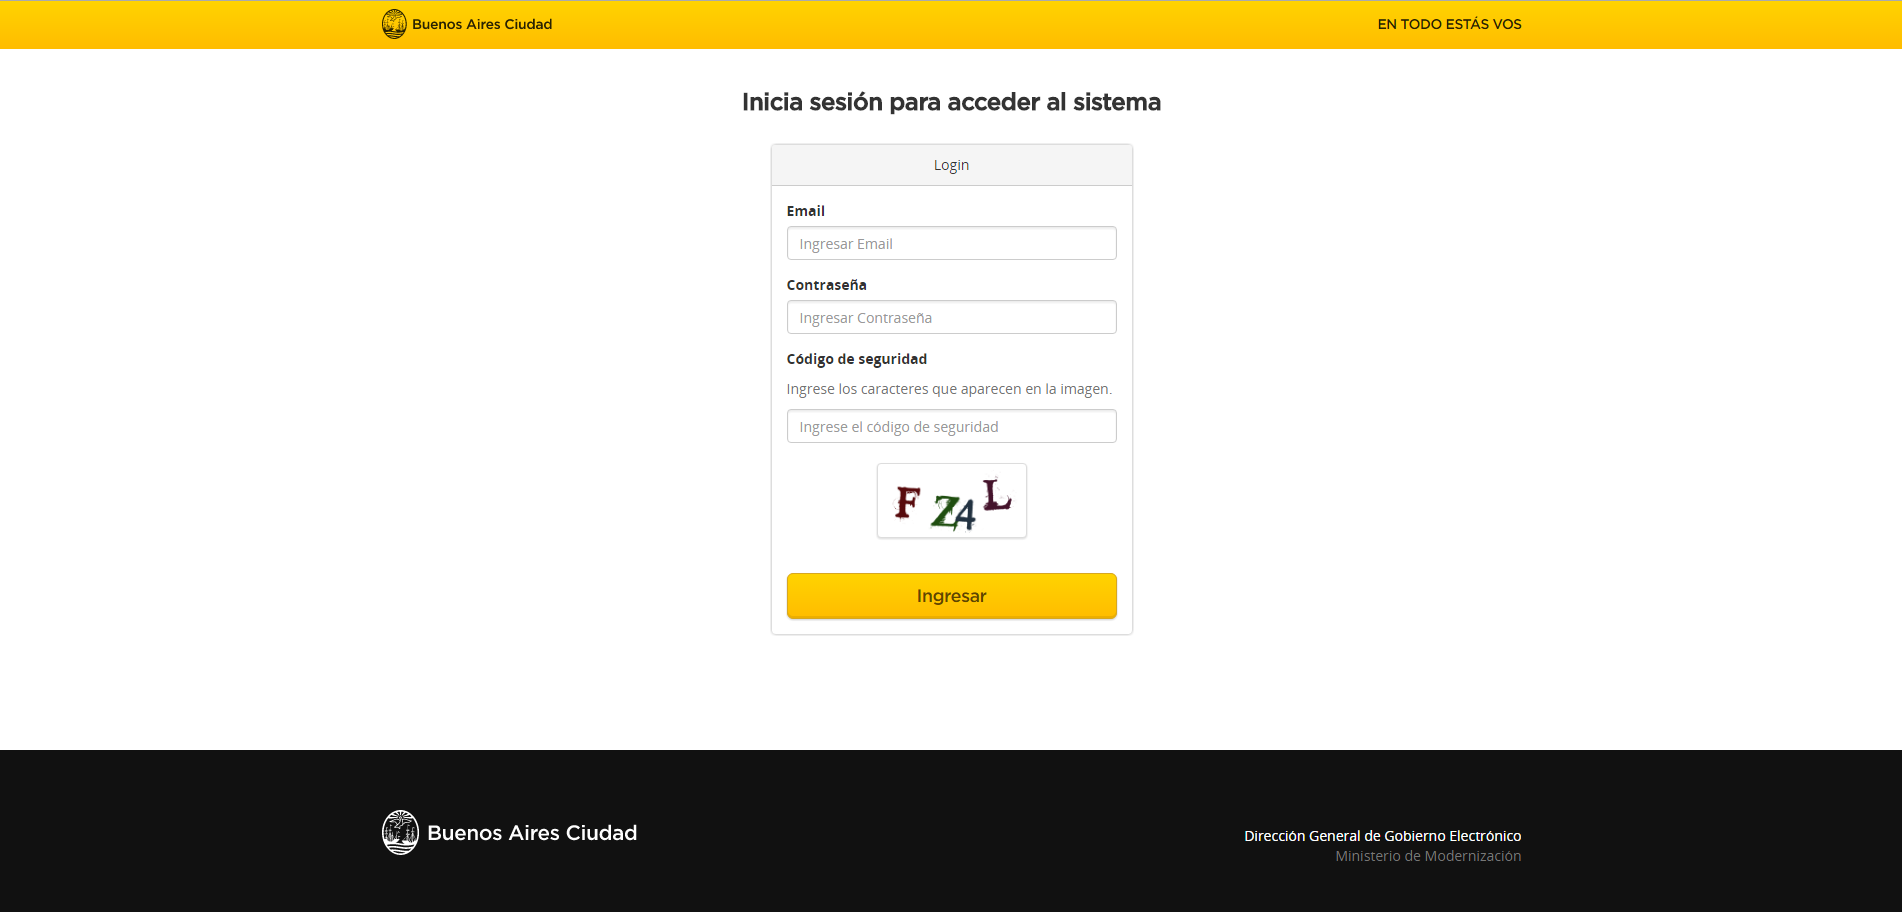 Buenos Aires Ciudad
EN TODO ESTÁS VOS
Inicia sesión para acceder al sistema
Login
Email
Ingresar Email
Contraseña
Ingresar Contraseña
Código de seguridad
Ingrese los caracteres que aparecen en la imagen.
Ingrese el código de seguridad
FZ4L
Ingresar
Buenos Aires Ciudad
Dirección General de Gobierno Electrónico
Ministerio de Modernización